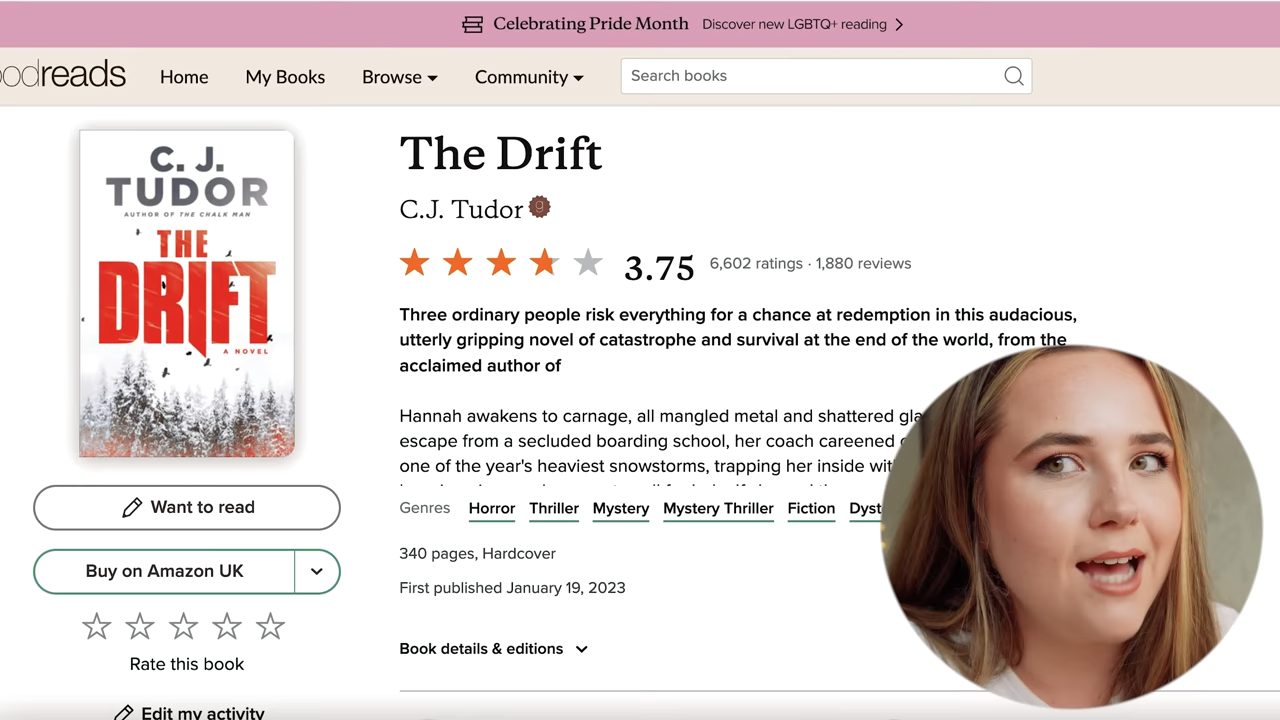 Celebrating Pride Month Discover new LGBTQ+ reading
oodreads Home My Books Browse Community Search books
C. J.
TUDOR
AUTHOR OF THE CHALK MAN
THE
DRIFT
A NOVEL
The Drift
C.J. Tudor 9
3.75 6,602 ratings · 1,880 reviews
Three ordinary people risk everything for a chance at redemption in this audacious,
utterly gripping novel of catastrophe and survival at the end of the world, from the
acclaimed author of
Hannah awakens to carnage, all mangled metal and shattered gla
escape from a secluded boarding school, her coach careened
one of the year's heaviest snowstorms, trapping her inside wit
Genres Horror Thriller Mystery Mystery Thriller Fiction Dyst
340 pages, Hardcover
First published January 19, 2023
Book details & editions
Want to read
Buy on Amazon UK
Rate this book
Edit my activity